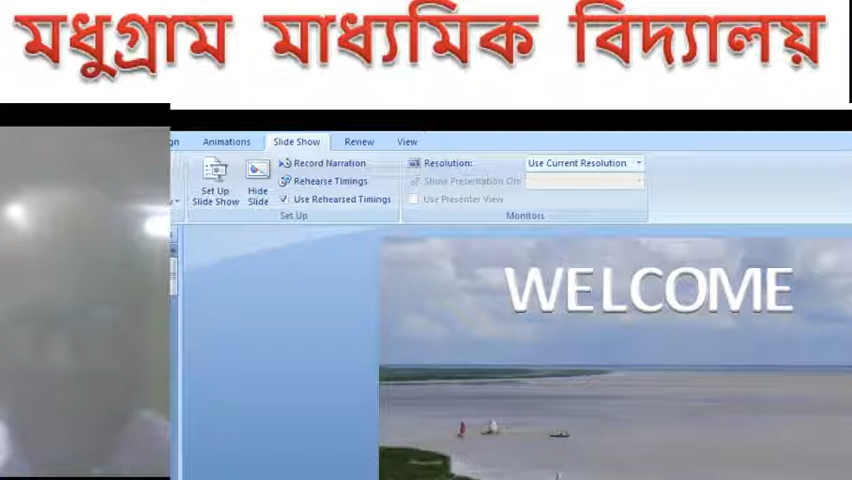 মধুগ্রাম মাধ্যমিক বিদ্যালয়
Animations Slide Show Review View
Record Narration Resolution: Use Current Resolution
Rehearse Timings Show Presentation On:
Set Up Slide Show Hide Slide Use Rehearsed Timings Use Presenter View
Set Up Monitors
WELCOME